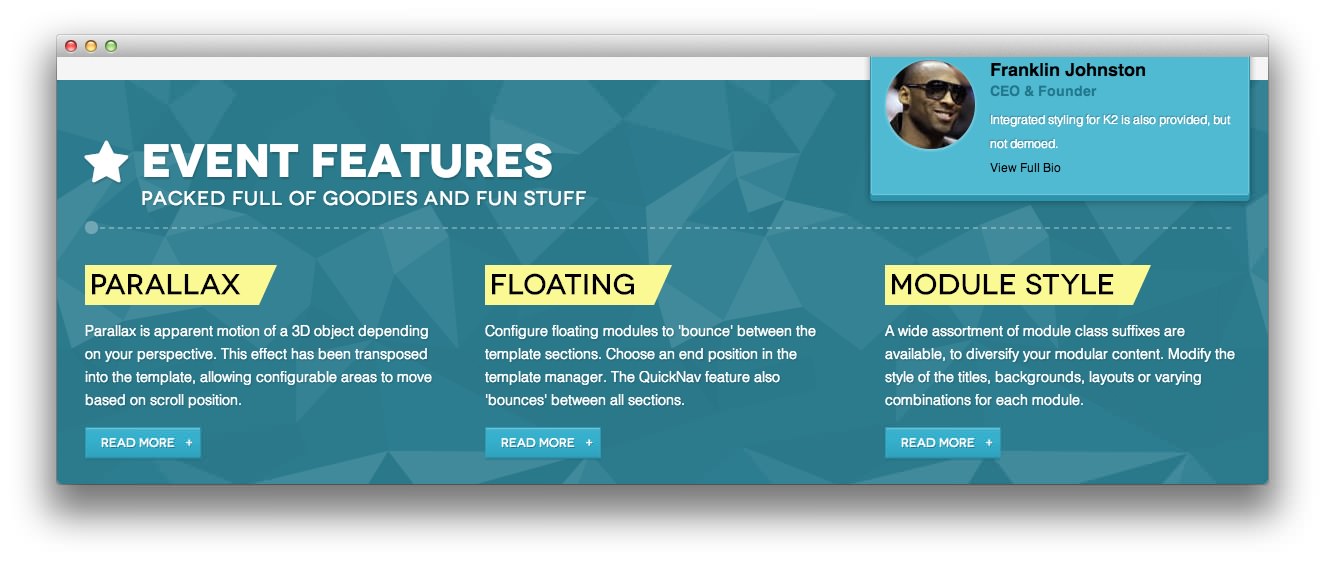 Franklin Johnston
CEO & Founder
Integrated styling for K2 is also provided, but
not demoed.
View Full Bio
EVENT FEATURES
PACKED FULL OF GOODIES AND FUN STUFF
PARALLAX
Parallax is apparent motion of a 3D object depending
on your perspective. This effect has been transposed
into the template, allowing configurable areas to move
based on scroll position.
READ MORE +
FLOATING
Configure floating modules to 'bounce' between the
template sections. Choose an end position in the
template manager. The QuickNav feature also
'bounces' between all sections.
READ MORE +
MODULE STYLE
A wide assortment of module class suffixes are
available, to diversify your modular content. Modify the
style of the titles, backgrounds, layouts or varying
combinations for each module.
READ MORE +